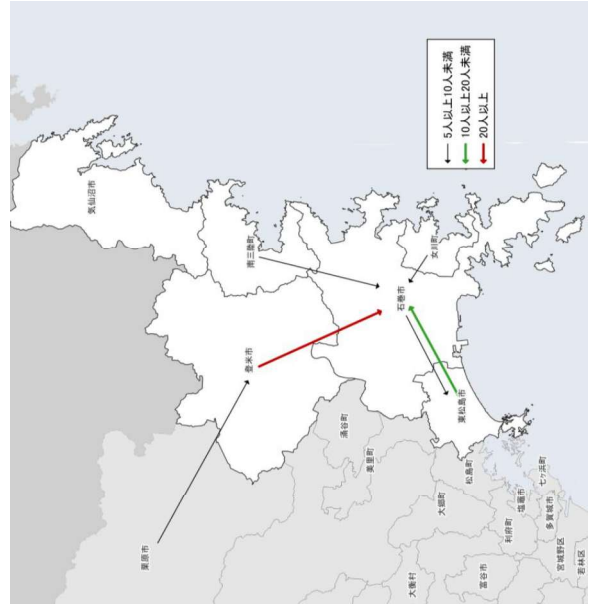 気仙沼市
南三陸町
女川町
石巻市
登米市
東松島市
栗原市
涌谷町
美里町
松島町
大郷町
大衡村
利府町
塩竈市
七ヶ浜町
多賀城市
富谷市
宮城野区
若林区
5人以上10人未満
10人以上20人未満
20人以上